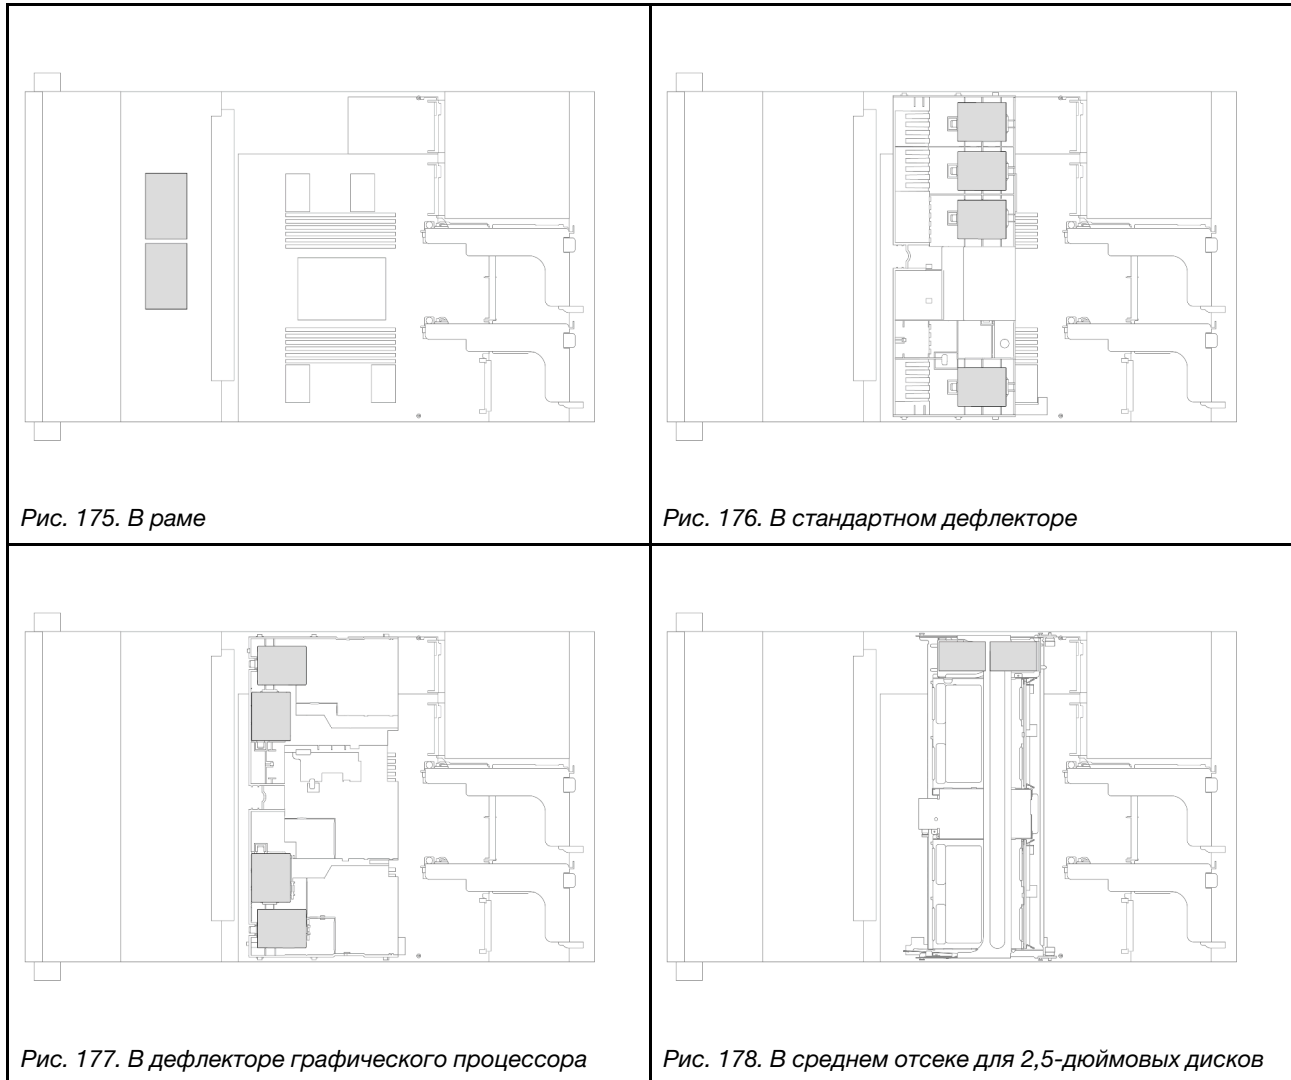 Рис. 175. В раме
Рис. 176. В стандартном дефлекторе
Рис. 177. В дефлекторе графического процессора
Рис. 178. В среднем отсеке для 2,5-дюймовых дисков